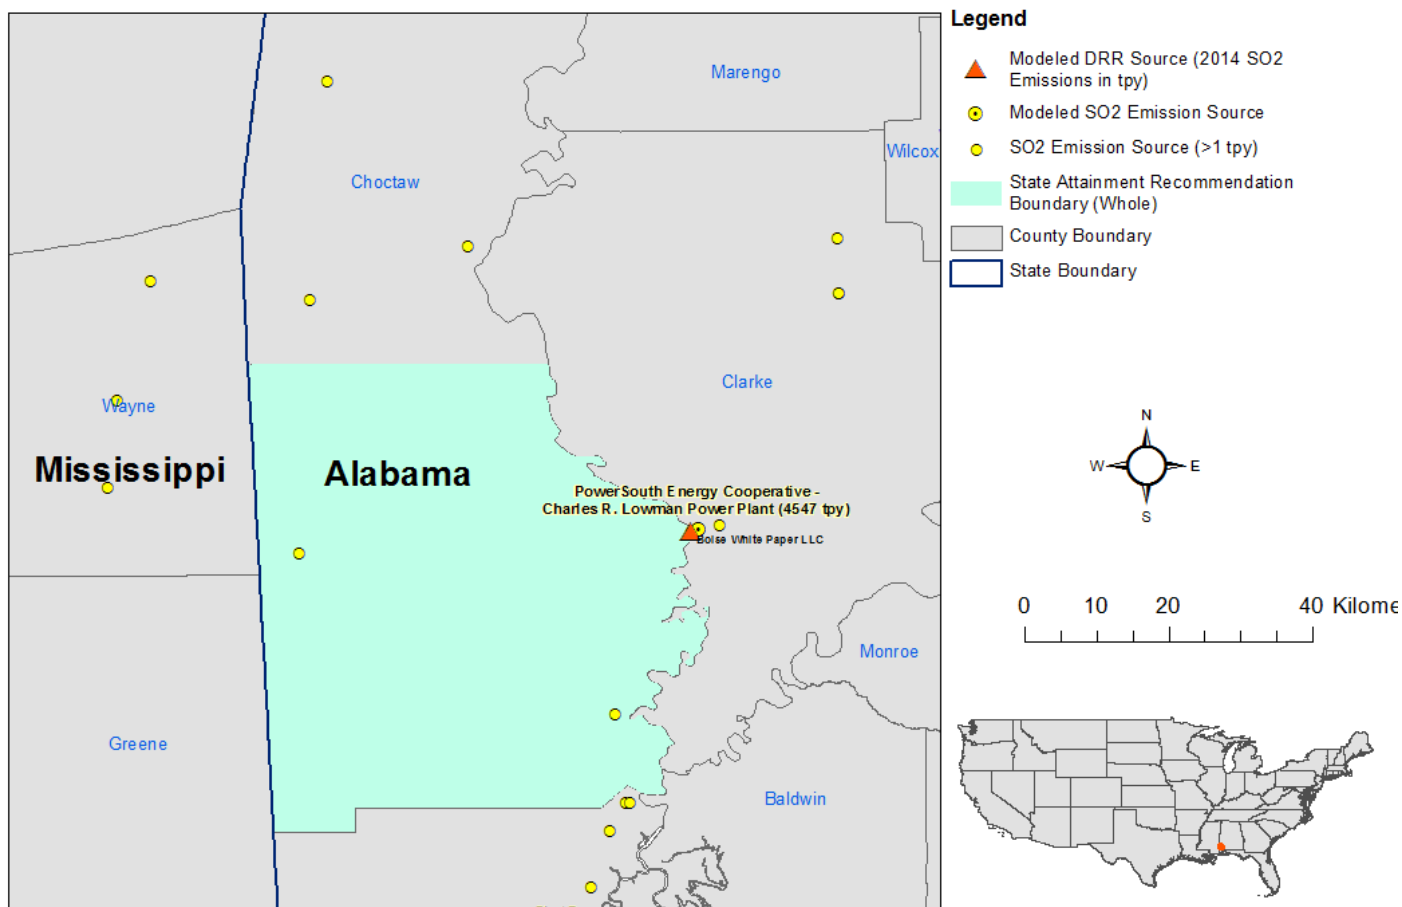 Legend
Modeled DRR Source (2014 SO2
Emissions in tpy)
Modeled SO2 Emission Source
SO2 Emission Source (>1 tpy)
State Attainment Recommendation
Boundary (Whole)
County Boundary
State Boundary
Marengo
Wilcox
Choctaw
Clarke
Wayne
Mississippi
Alabama
PowerSouth Energy Cooperative -
Charles R. Lowman Power Plant (4547 tpy)
Boise White Paper LLC
Monroe
Greene
Baldwin
N
W E
S
0 10 20 40 Kilome